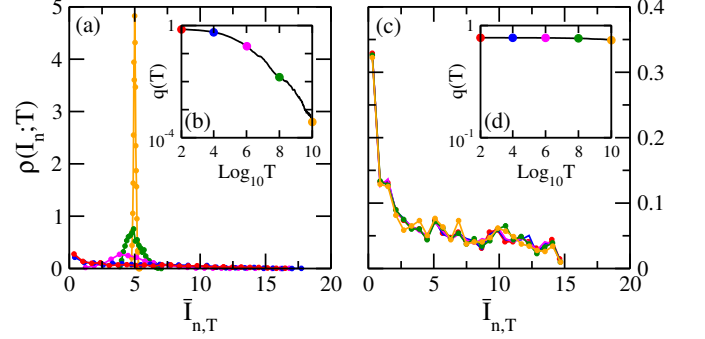 (a)
ρ(I_n;T)
5
4
3
2
1
0
0 5 10 15 20
Ī_n,T
1
q(T)
10^-4
(b)
2 4 6 8 10
Log_10T
(c)
0.4
0.3
0.2
0.1
0
0 5 10 15 20
Ī_n,T
1
q(T)
10^-1
(d)
2 4 6 8 10
Log_10T